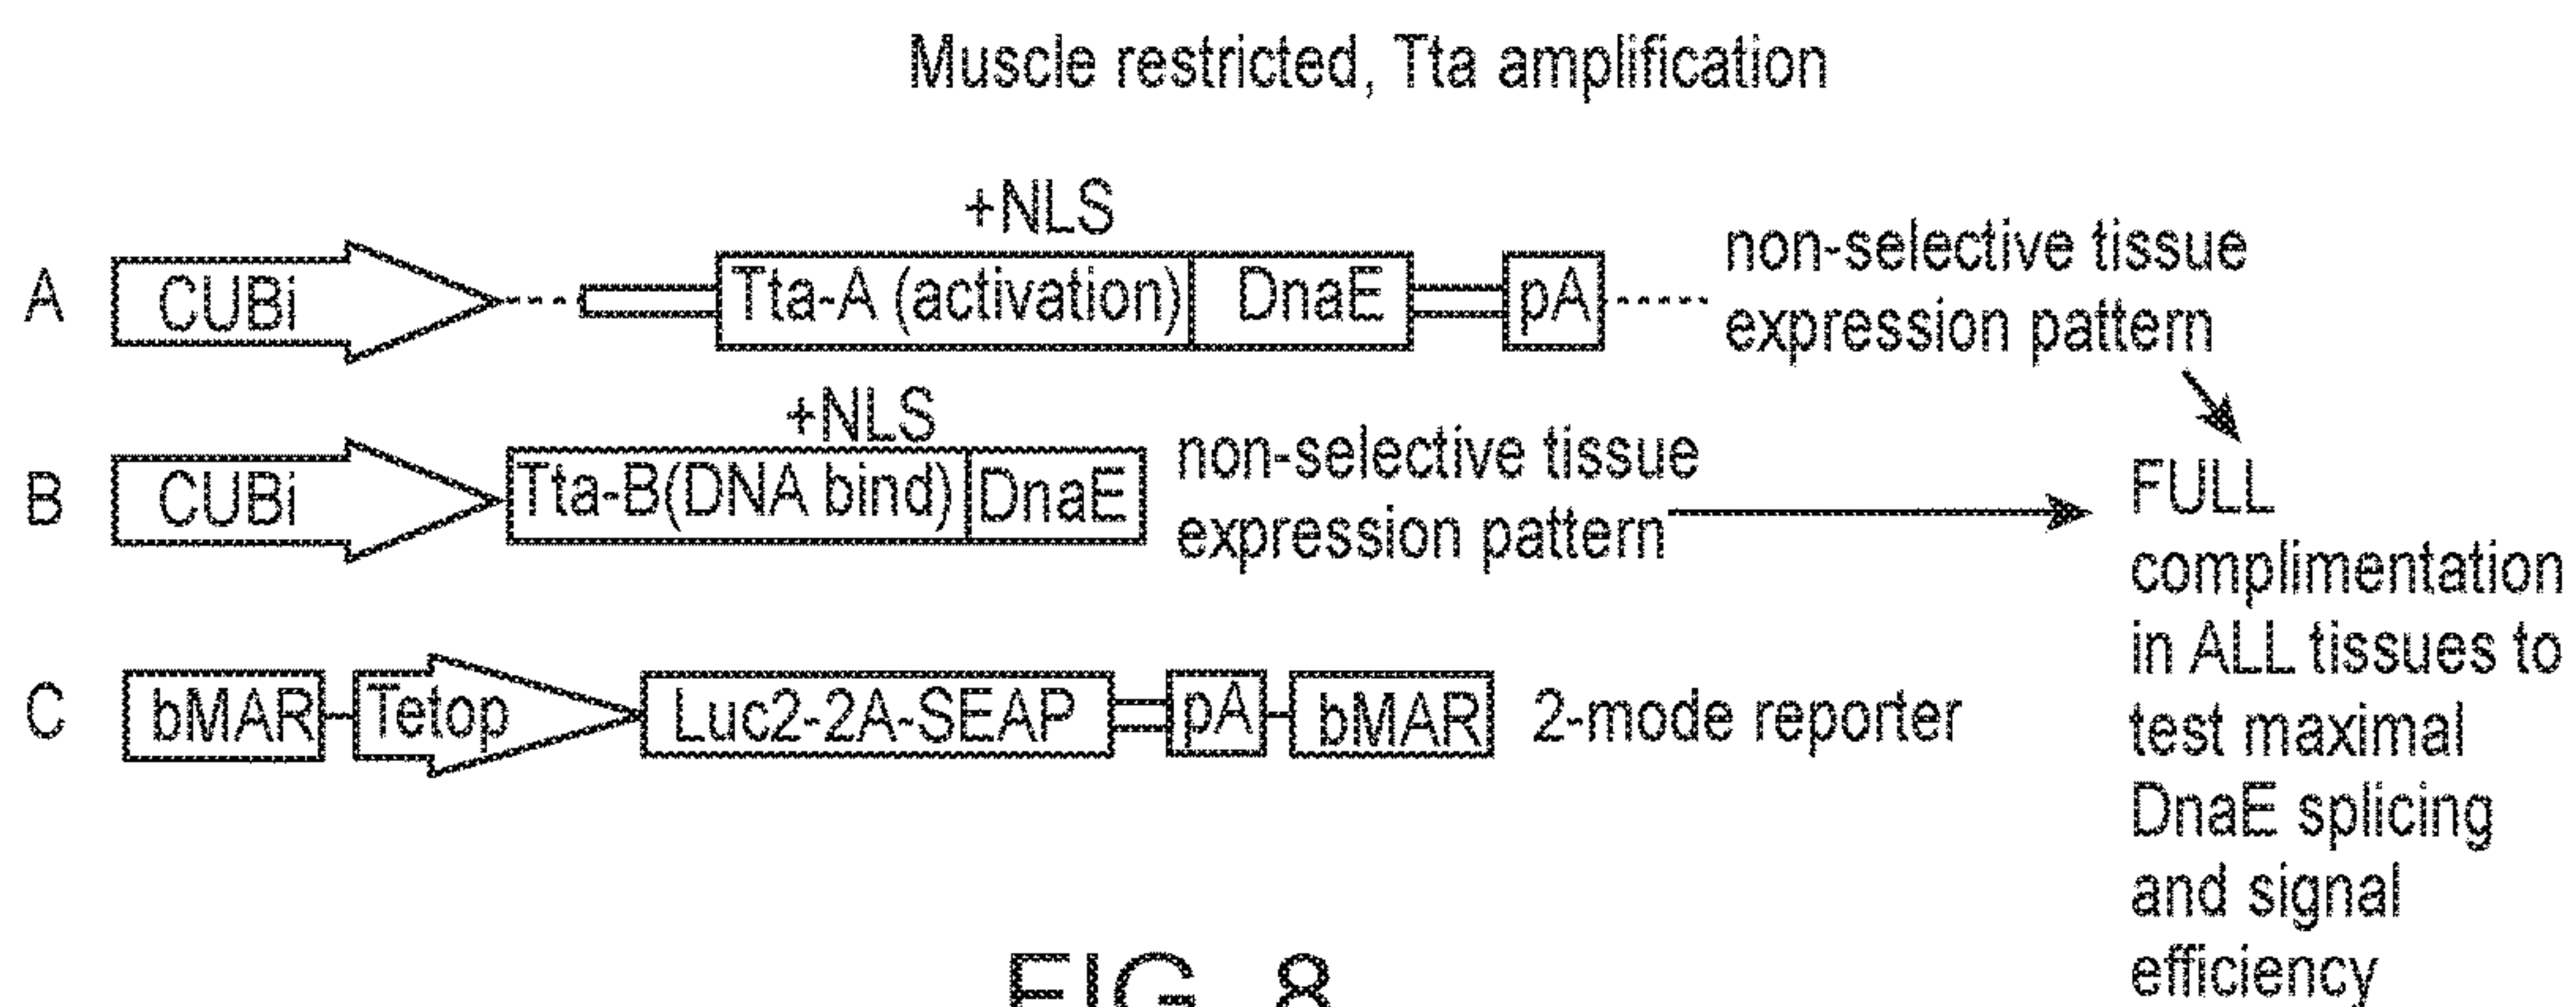 Muscle restricted, Tta amplification
+NLS
A CUBi Tta-A (activation) DnaE pA non-selective tissue
expression pattern
+NLS
B CUBi Tta-B(DNA bind) DnaE non-selective tissue
expression pattern
FULL
complimentation
in ALL tissues to
test maximal
DnaE splicing
and signal
efficiency
C bMAR Tetop Luc2-2A-SEAP pA bMAR 2-mode reporter
FIG. 8